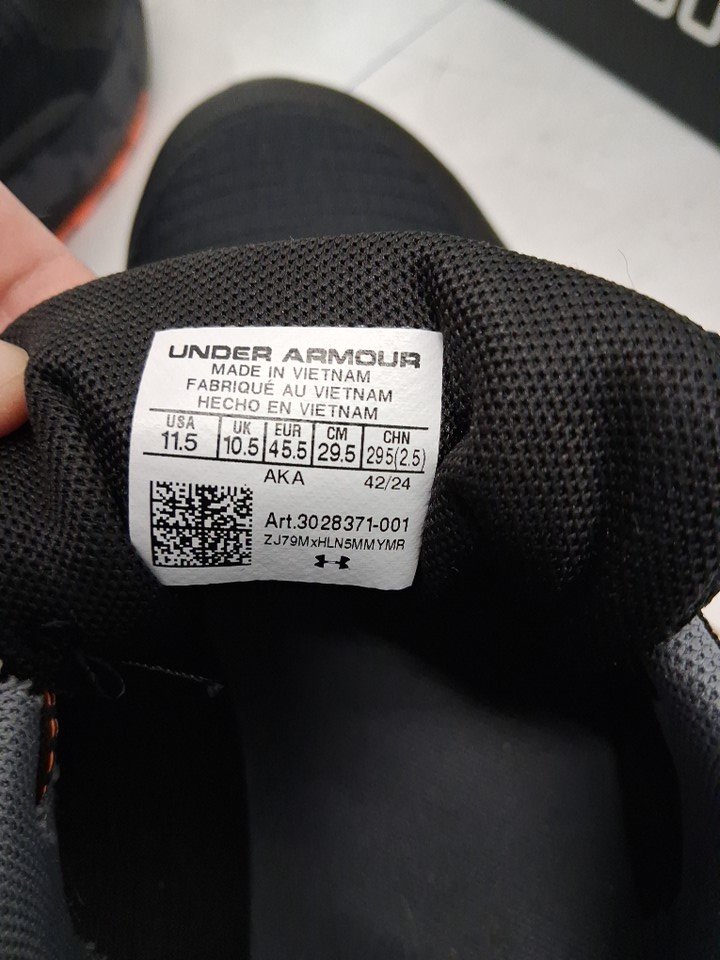 UNDER ARMOUR
MADE IN VIETNAM
FABRIQUÉ AU VIETNAM
HECHO EN VIETNAM
USA UK EUR CM CHN
11.5 10.5 45.5 29.5 295(2.5)
AKA 42/24
Art.3028371-001
ZJ79MxHLN5MMYMR